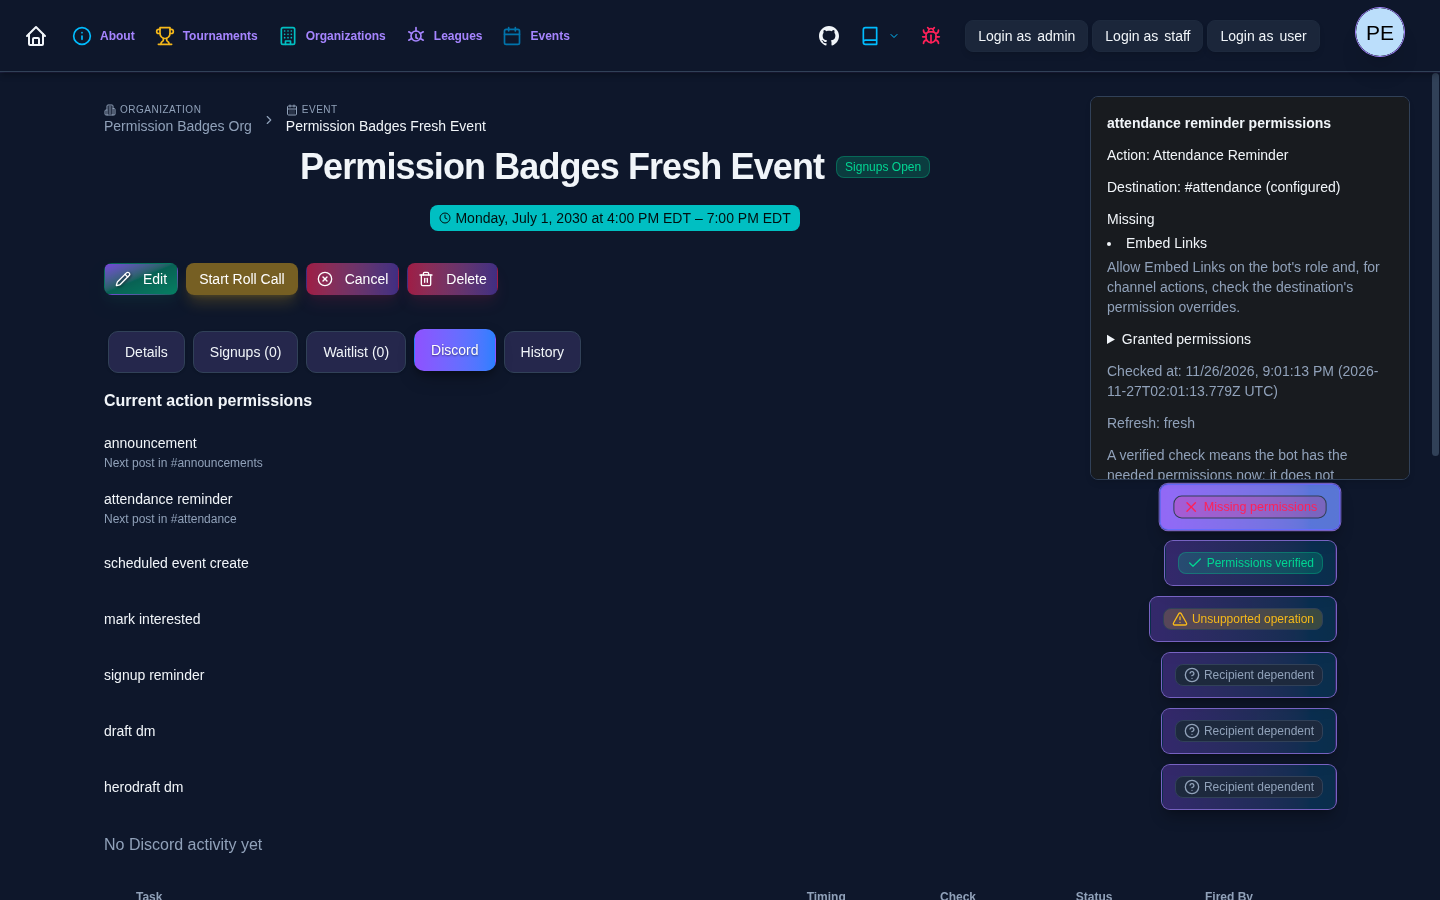 About
Tournaments
Organizations
Leagues
Events
Login as admin
Login as staff
Login as user
PE
ORGANIZATION
Permission Badges Org
EVENT
Permission Badges Fresh Event
Permission Badges Fresh Event
Signups Open
Monday, July 1, 2030 at 4:00 PM EDT – 7:00 PM EDT
Edit
Start Roll Call
Cancel
Delete
Details
Signups (0)
Waitlist (0)
Discord
History
Current action permissions
announcement
Next post in #announcements
attendance reminder
Next post in #attendance
scheduled event create
mark interested
signup reminder
draft dm
herodraft dm
attendance reminder permissions
Action: Attendance Reminder
Destination: #attendance (configured)
Missing
• Embed Links
Allow Embed Links on the bot's role and, for
channel actions, check the destination's
permission overrides.
Granted permissions
Checked at: 11/26/2026, 9:01:13 PM (2026-
11-27T02:01:13.779Z UTC)
Refresh: fresh
A verified check means the bot has the
needed permissions now; it does not
Missing permissions
Permissions verified
Unsupported operation
Recipient dependent
Recipient dependent
Recipient dependent
No Discord activity yet
Task
Timing
Check
Status
Fired By